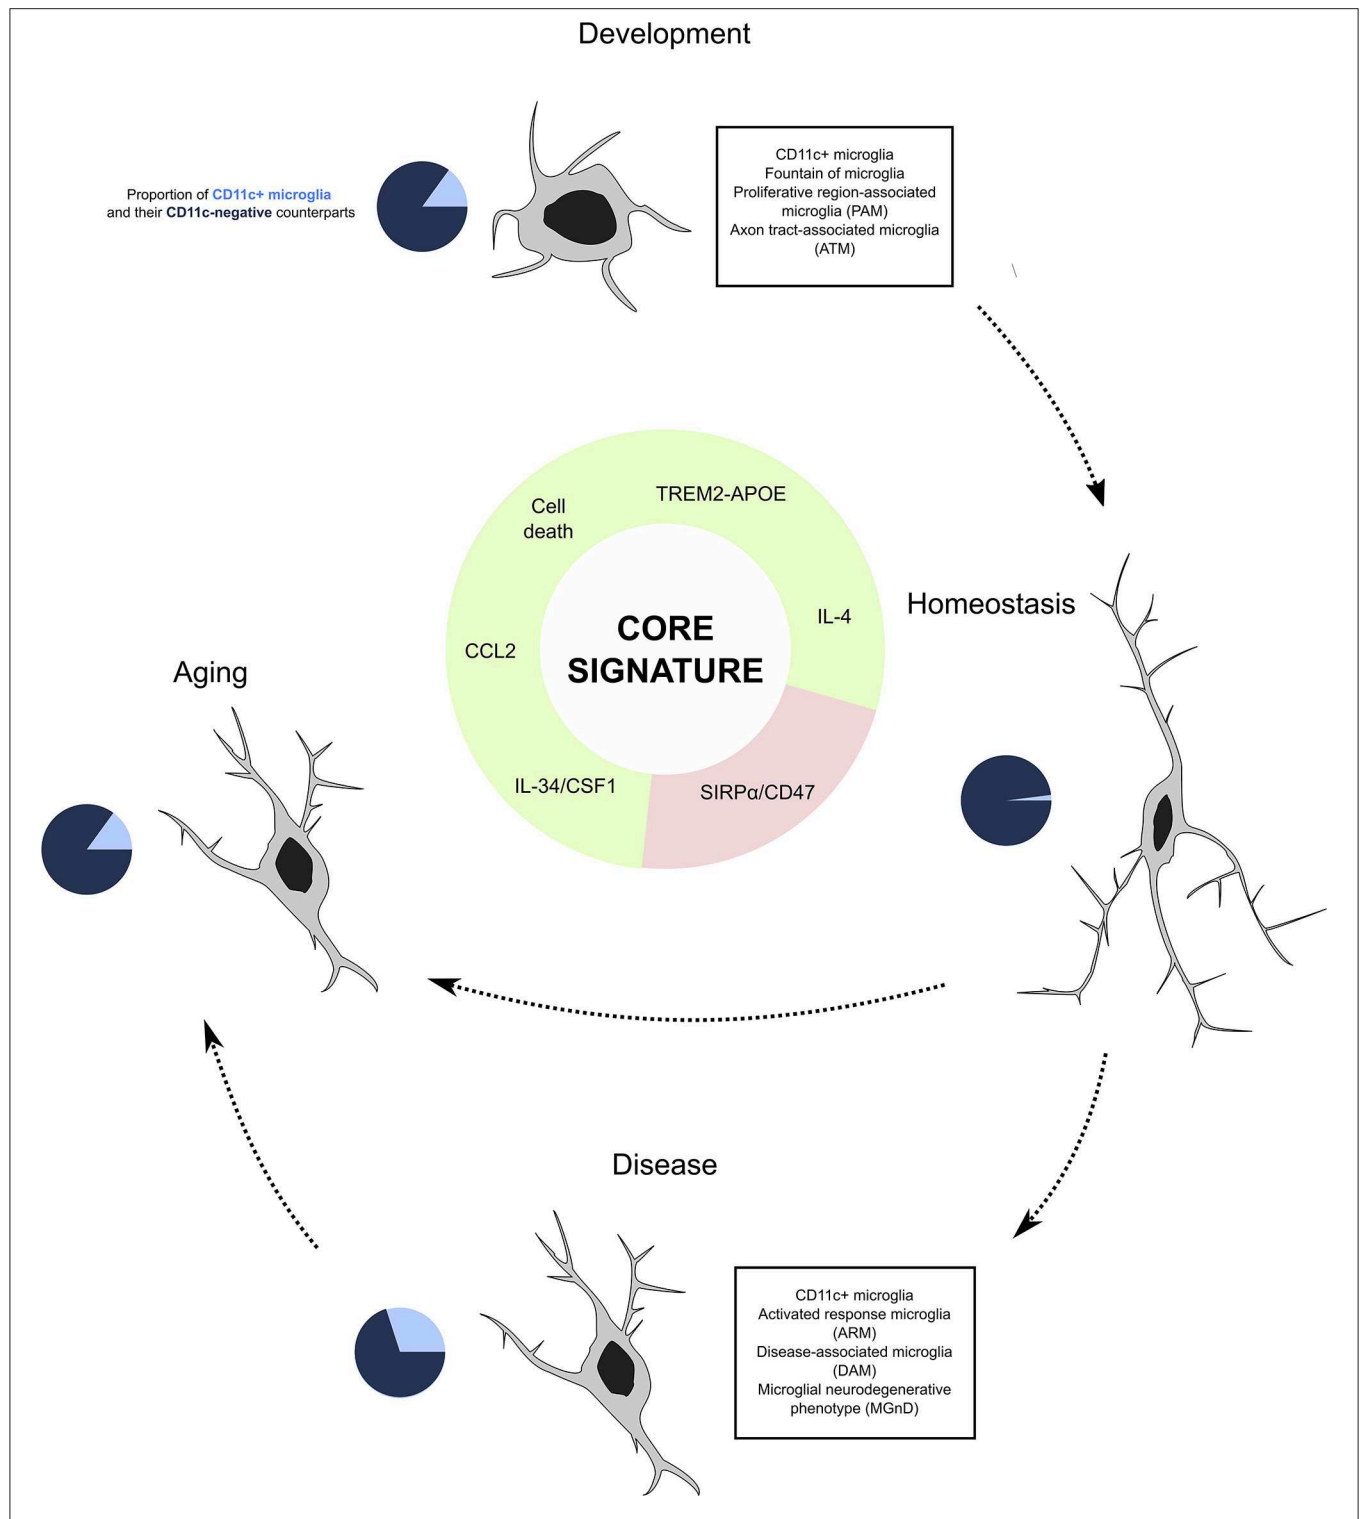 Development
Proportion of CD11c+ microglia
and their CD11c-negative counterparts
CD11c+ microglia
Fountain of microglia
Proliferative region-associated
microglia (PAM)
Axon tract-associated microglia
(ATM)
Cell
death
TREM2-APOE
IL-4
CCL2
CORE
SIGNATURE
IL-34/CSF1
SIRPα/CD47
Homeostasis
Aging
Disease
CD11c+ microglia
Activated response microglia
(ARM)
Disease-associated microglia
(DAM)
Microglial neurodegenerative
phenotype (MGnD)